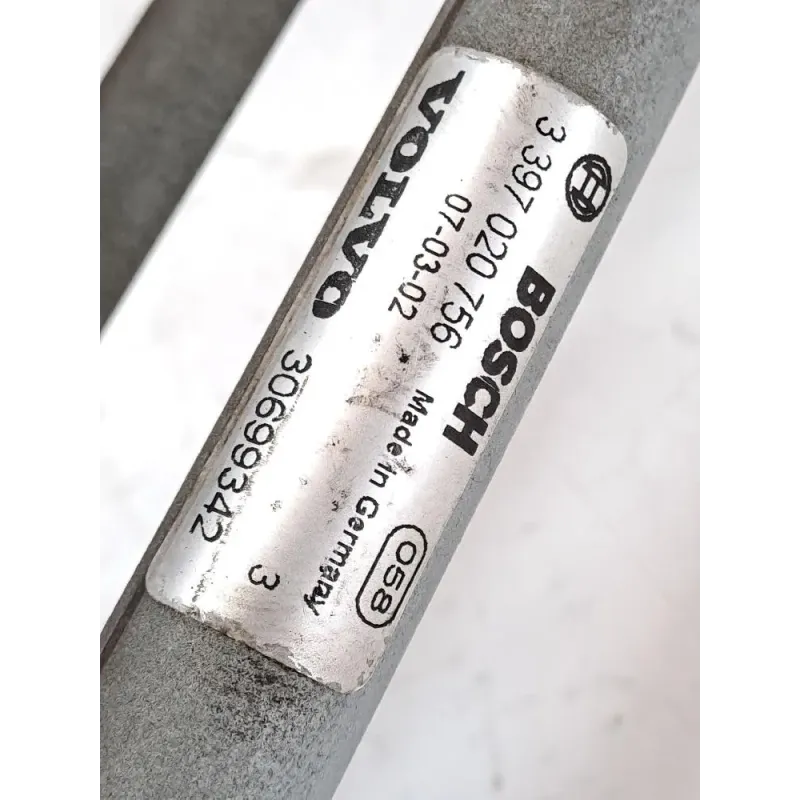 BOSCH
3 397 020 756
07-03-02 Made in Germany 058
VOLVO 30699342 3